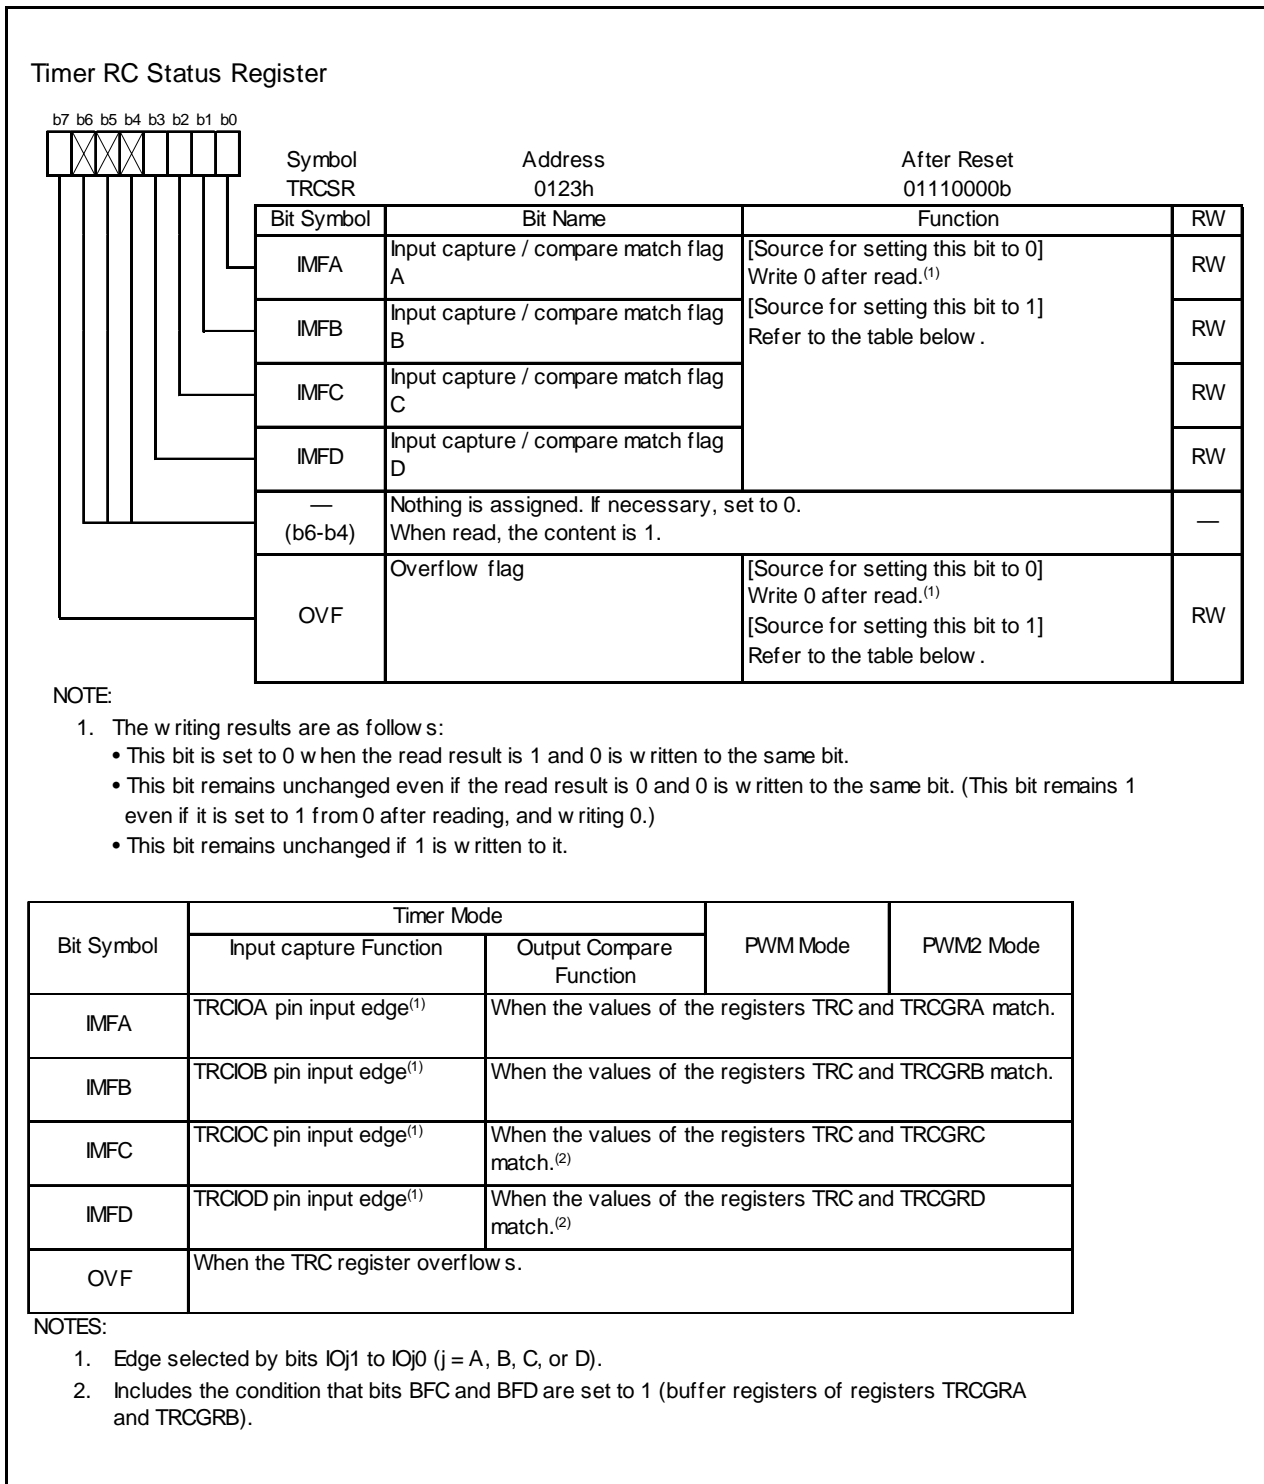 Timer RC Status Register
b7 b6 b5 b4 b3 b2 b1 b0
Symbol Address After Reset
TRCSR 0123h 01110000b
Bit Symbol Bit Name Function RW
IMFA Input capture / compare match flag A [Source for setting this bit to 0] RW
Write 0 after read.(1)
[Source for setting this bit to 1]
Refer to the table below.
IMFB Input capture / compare match flag B RW
IMFC Input capture / compare match flag C RW
IMFD Input capture / compare match flag D RW
— (b6-b4) Nothing is assigned. If necessary, set to 0. —
When read, the content is 1.
OVF Overflow flag [Source for setting this bit to 0] RW
Write 0 after read.(1)
[Source for setting this bit to 1]
Refer to the table below.
NOTE:
1. The writing results are as follows:
• This bit is set to 0 when the read result is 1 and 0 is written to the same bit.
• This bit remains unchanged even if the read result is 0 and 0 is written to the same bit. (This bit remains 1
even if it is set to 1 from 0 after reading, and writing 0.)
• This bit remains unchanged if 1 is written to it.
Bit Symbol Timer Mode PWM Mode PWM2 Mode
Input capture Function Output Compare
Function
IMFA TRCIOA pin input edge(1) When the values of the registers TRC and TRCGRA match.
IMFB TRCIOB pin input edge(1) When the values of the registers TRC and TRCGRB match.
IMFC TRCIOC pin input edge(1) When the values of the registers TRC and TRCGRC
match.(2)
IMFD TRCIOD pin input edge(1) When the values of the registers TRC and TRCGRD
match.(2)
OVF When the TRC register overflows.
NOTES:
1. Edge selected by bits IOj1 to IOj0 (j = A, B, C, or D).
2. Includes the condition that bits BFC and BFD are set to 1 (buffer registers of registers TRCGRA
and TRCGRB).